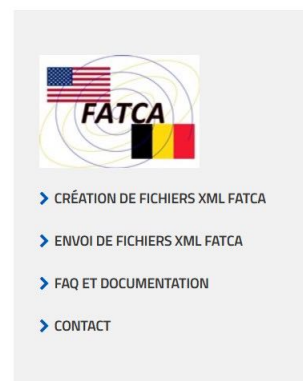 FATCA
CRÉATION DE FICHIERS XML FATCA
ENVOI DE FICHIERS XML FATCA
FAQ ET DOCUMENTATION
CONTACT